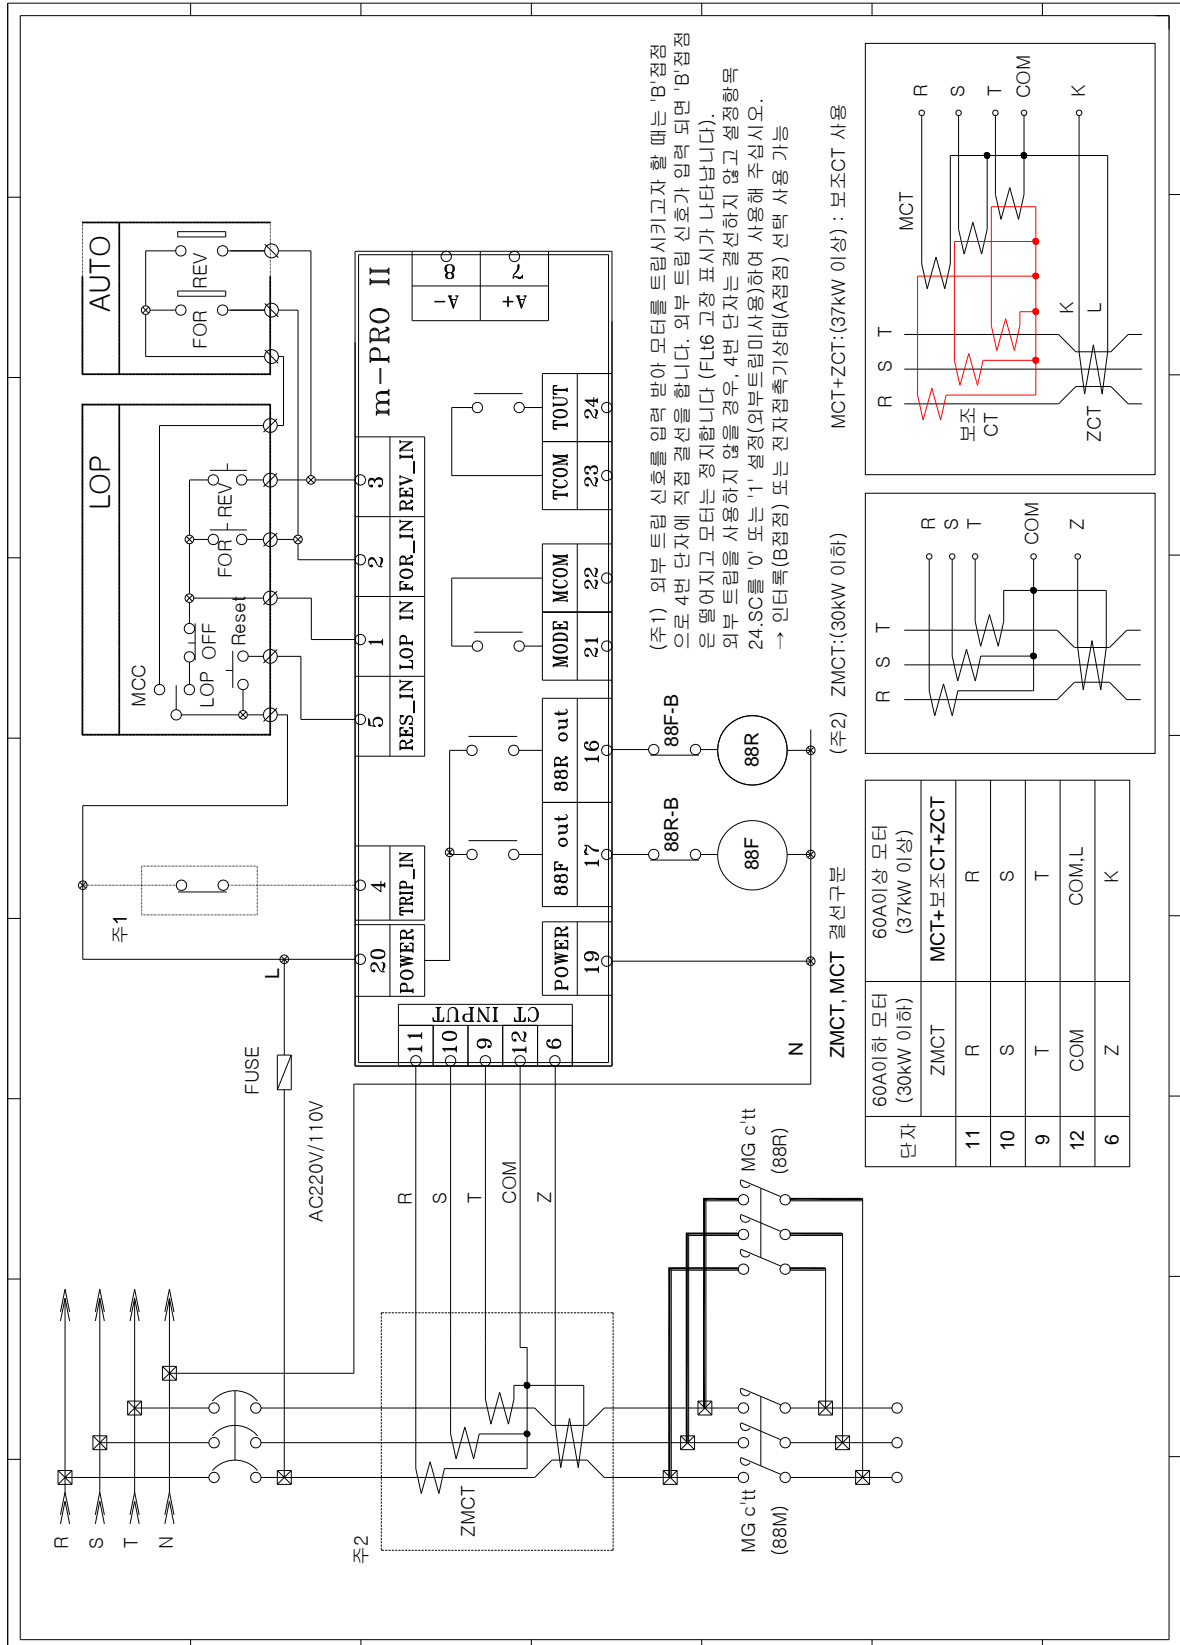 R
S
T
N
주2
ZMCT
R
S
T
COM
Z
MG c'tt
(88M)
MG c'tt
(88R)
FUSE
AC220V/110V
L
N
주1
LOP
MCC
LOP OFF
Reset
FOR
REV
AUTO
FOR
REV
m-PRO II
20
POWER
4
TRIP_IN
5
RES_IN
1
LOP IN
2
FOR_IN
3
REV_IN
A-
8
A+
7
CT INPUT
11
10
9
12
6
POWER
19
88F out
17
88R out
16
MODE
21
MCOM
22
TCOM
23
TOUT
24
88R-B
88F
88F-B
88R
(주1) 외부 트립 신호를 입력 받아 모터를 트립시키고자 할 때는 'B'접점
으로 4번 단자에 직접 결선을 합니다. 외부 트립 신호가 입력 되면 'B'접점
은 떨어지고 모터는 정지합니다 (FLt6 고장 표시가 나타납니다).
외부 트립을 사용하지 않을 경우, 4번 단자는 결선하지 않고 설정항목
24.SC를 '0' 또는 '1' 설정(외부트립미사용)하여 사용해 주십시오.
→ 인터록(B접점) 또는 전자접촉기상태(A접점) 선택 사용 가능
ZMCT, MCT 결선구분
단자
60A이하 모터
(30kW 이하)
60A이상 모터
(37kW 이상)
ZMCT
MCT+보조CT+ZCT
11
R
R
10
S
S
9
T
T
12
COM
COM,L
6
Z
K
(주2) ZMCT:(30kW 이하)
R
S
T
R
S
T
COM
Z
MCT+ZCT:(37kW 이상) : 보조CT 사용
R
S
T
보조
CT
ZCT
K
L
MCT
R
S
T
COM
K